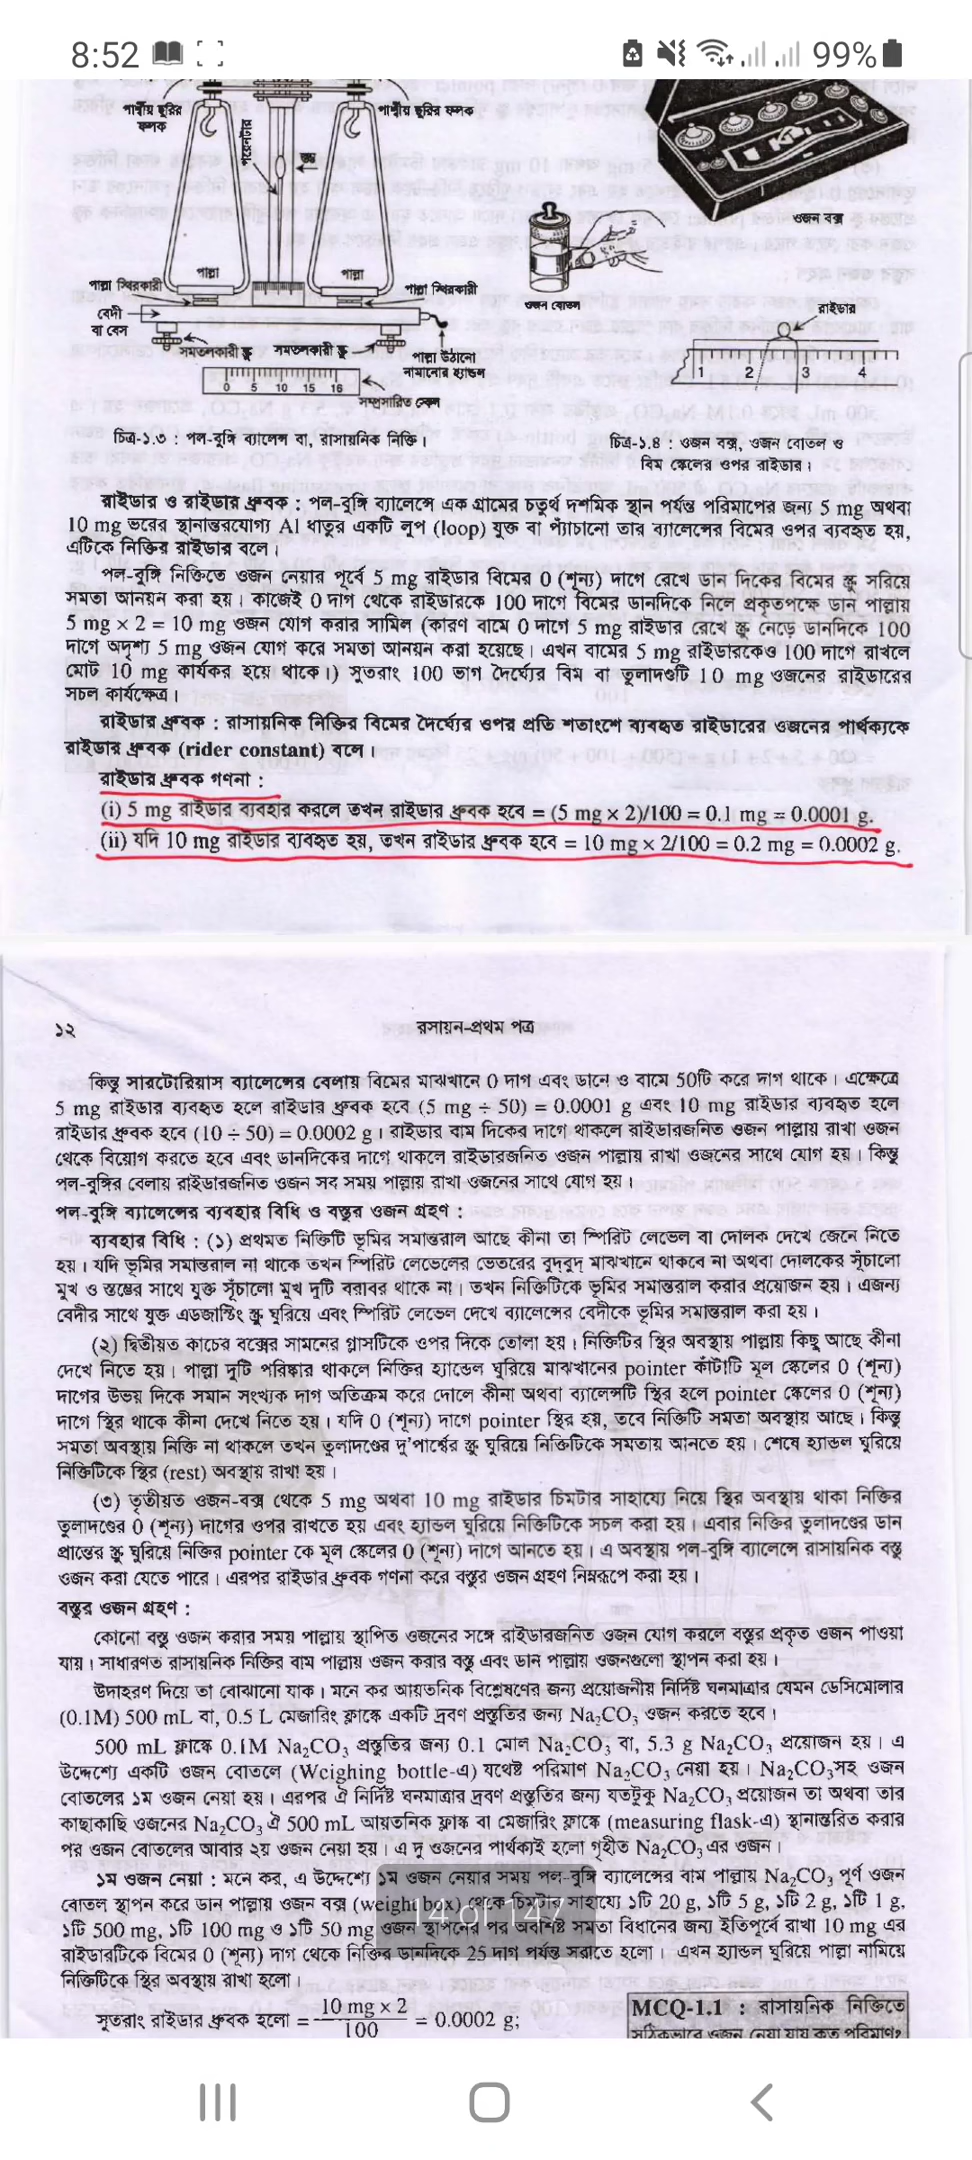 8:52
99%
পার্শ্বীয় ছুরির
ফলক
পার্শ্বীয় ছুরির ফলক
পয়েন্টার
স্তম্ভ
ওজন বক্স
পাল্লা
পাল্লা
পাল্লা স্থিরকারী
পাল্লা স্থিরকারী
ওজন বোতল
রাইডার
বেদী
বা বেস
সমতলকারী স্ক্রু
সমতলকারী স্ক্রু
পাল্লা উঠানো
নামানোর হ্যান্ডল
1 2 3 4
0 5 10 15 16
সম্প্রসারিত স্কেল
চিত্র-১.৩ : পল-বুঙ্গি ব্যালেন্স বা, রাসায়নিক নিক্তি।
চিত্র-১.৪ : ওজন বক্স, ওজন বোতল ও
বিম স্কেলের ওপর রাইডার।
রাইডার ও রাইডার ধ্রুবক : পল-বুঙ্গি ব্যালেন্সে এক গ্রামের চতুর্থ দশমিক স্থান পর্যন্ত পরিমাপের জন্য 5 mg অথবা
10 mg ভরের স্থানান্তরযোগ্য Al ধাতুর একটি লুপ (loop) যুক্ত বা প্যাঁচানো তার ব্যালেন্সের বিমের ওপর ব্যবহৃত হয়,
এটিকে নিক্তির রাইডার বলে।
পল-বুঙ্গি নিক্তিতে ওজন নেয়ার পূর্বে 5 mg রাইডার বিমের 0 (শূন্য) দাগে রেখে ডান দিকের বিমের স্ক্রু সরিয়ে
সমতা আনয়ন করা হয়। কাজেই 0 দাগ থেকে রাইডারকে 100 দাগে বিমের ডানদিকে নিলে প্রকৃতপক্ষে ডান পাল্লায়
5 mg × 2 = 10 mg ওজন যোগ করার সামিল (কারণ বামে 0 দাগে 5 mg রাইডার রেখে স্ক্রু নেড়ে ডানদিকে 100
দাগে অদৃশ্য 5 mg ওজন যোগ করে সমতা আনয়ন করা হয়েছে। এখন বামের 5 mg রাইডারকেও 100 দাগে রাখলে
মোট 10 mg কার্যকর হয়ে থাকে।) সুতরাং 100 ভাগ দৈর্ঘ্যের বিম বা তুলাদণ্ডটি 10 mg ওজনের রাইডারের
সচল কার্যক্ষেত্র।
রাইডার ধ্রুবক : রাসায়নিক নিক্তির বিমের দৈর্ঘ্যের ওপর প্রতি শতাংশে ব্যবহৃত রাইডারের ওজনের পার্থক্যকে
রাইডার ধ্রুবক (rider constant) বলে।
রাইডার ধ্রুবক গণনা :
(i) 5 mg রাইডার ব্যবহার করলে তখন রাইডার ধ্রুবক হবে = (5 mg × 2)/100 = 0.1 mg = 0.0001 g.
(ii) যদি 10 mg রাইডার ব্যবহৃত হয়, তখন রাইডার ধ্রুবক হবে = 10 mg × 2/100 = 0.2 mg = 0.0002 g.
১২
রসায়ন-প্রথম পত্র
কিন্তু সারটোরিয়াস ব্যালেন্সের বেলায় বিমের মাঝখানে 0 দাগ এবং ডানে ও বামে 50টি করে দাগ থাকে। এক্ষেত্রে
5 mg রাইডার ব্যবহৃত হলে রাইডার ধ্রুবক হবে (5 mg ÷ 50) = 0.0001 g এবং 10 mg রাইডার ব্যবহৃত হলে
রাইডার ধ্রুবক হবে (10 ÷ 50) = 0.0002 g। রাইডার বাম দিকের দাগে থাকলে রাইডারজনিত ওজন পাল্লায় রাখা ওজন
থেকে বিয়োগ করতে হবে এবং ডানদিকের দাগে থাকলে রাইডারজনিত ওজন পাল্লায় রাখা ওজনের সাথে যোগ হয়। কিন্তু
পল-বুঙ্গির বেলায় রাইডারজনিত ওজন সব সময় পাল্লায় রাখা ওজনের সাথে যোগ হয়।
পল-বুঙ্গি ব্যালেন্সের ব্যবহার বিধি ও বস্তুর ওজন গ্রহণ :
ব্যবহার বিধি : (১) প্রথমত নিক্তিটি ভূমির সমান্তরাল আছে কীনা তা স্পিরিট লেভেল বা দোলক দেখে জেনে নিতে
হয়। যদি ভূমির সমান্তরাল না থাকে তখন স্পিরিট লেভেলের ভেতরের বুদবুদ্ মাঝখানে থাকবে না অথবা দোলকের সূঁচালো
মুখ ও স্তম্ভের সাথে যুক্ত সূঁচালো মুখ দুটি বরাবর থাকে না। তখন নিক্তিটিকে ভূমির সমান্তরাল করার প্রয়োজন হয়। এজন্য
বেদীর সাথে যুক্ত এডজাস্টিং স্ক্রু ঘুরিয়ে এবং স্পিরিট লেভেল দেখে ব্যালেন্সের বেদীকে ভূমির সমান্তরাল করা হয়।
(২) দ্বিতীয়ত কাচের বক্সের সামনের গ্লাসটিকে ওপর দিকে তোলা হয়। নিক্তিটির স্থির অবস্থায় পাল্লায় কিছু আছে কীনা
দেখে নিতে হয়। পাল্লা দুটি পরিষ্কার থাকলে নিক্তির হ্যান্ডেল ঘুরিয়ে মাঝখানের pointer কাঁটাটি মূল স্কেলের 0 (শূন্য)
দাগের উভয় দিকে সমান সংখ্যক দাগ অতিক্রম করে দোলে কীনা অথবা ব্যালেন্সটি স্থির হলে pointer স্কেলের 0 (শূন্য)
দাগে স্থির থাকে কীনা দেখে নিতে হয়। যদি 0 (শূন্য) দাগে pointer স্থির হয়, তবে নিক্তিটি সমতা অবস্থায় আছে। কিন্তু
সমতা অবস্থায় নিক্তি না থাকলে তখন তুলাদণ্ডের দু'পার্শ্বের স্ক্রু ঘুরিয়ে নিক্তিটিকে সমতায় আনতে হয়। শেষে হ্যান্ডল ঘুরিয়ে
নিক্তিটিকে স্থির (rest) অবস্থায় রাখা হয়।
(৩) তৃতীয়ত ওজন-বক্স থেকে 5 mg অথবা 10 mg রাইডার চিমটার সাহায্যে নিয়ে স্থির অবস্থায় থাকা নিক্তির
তুলাদণ্ডের 0 (শূন্য) দাগের ওপর রাখতে হয় এবং হ্যান্ডল ঘুরিয়ে নিক্তিটিকে সচল করা হয়। এবার নিক্তির তুলাদণ্ডের ডান
প্রান্তের স্ক্রু ঘুরিয়ে নিক্তির pointer কে মূল স্কেলের 0 (শূন্য) দাগে আনতে হয়। এ অবস্থায় পল-বুঙ্গি ব্যালেন্সে রাসায়নিক বস্তু
ওজন করা যেতে পারে। এরপর রাইডার ধ্রুবক গণনা করে বস্তুর ওজন গ্রহণ নিম্নরূপে করা হয়।
বস্তুর ওজন গ্রহণ :
কোনো বস্তু ওজন করার সময় পাল্লায় স্থাপিত ওজনের সঙ্গে রাইডারজনিত ওজন যোগ করলে বস্তুর প্রকৃত ওজন পাওয়া
যায়। সাধারণত রাসায়নিক নিক্তির বাম পাল্লায় ওজন করার বস্তু এবং ডান পাল্লায় ওজনগুলো স্থাপন করা হয়।
উদাহরণ দিয়ে তা বোঝানো যাক। মনে কর আয়তনিক বিশ্লেষণের জন্য প্রয়োজনীয় নির্দিষ্ট ঘনমাত্রার যেমন ডেসিমোলার
(0.1M) 500 mL বা, 0.5 L মেজারিং ফ্লাস্কে একটি দ্রবণ প্রস্তুতির জন্য Na₂CO₃ ওজন করতে হবে।
500 mL ফ্লাস্কে 0.1M Na₂CO₃ প্রস্তুতির জন্য 0.1 মোল Na₂CO₃ বা, 5.3 g Na₂CO₃ প্রয়োজন হয়। এ
উদ্দেশ্যে একটি ওজন বোতলে (Weighing bottle-এ) যথেষ্ট পরিমাণ Na₂CO₃ নেয়া হয়। Na₂CO₃সহ ওজন
বোতলের ১ম ওজন নেয়া হয়। এরপর ঐ নির্দিষ্ট ঘনমাত্রার দ্রবণ প্রস্তুতির জন্য যতটুকু Na₂CO₃ প্রয়োজন তা অথবা তার
কাছাকাছি ওজনের Na₂CO₃ ঐ 500 mL আয়তনিক ফ্লাস্ক বা মেজারিং ফ্লাস্কে (measuring flask-এ) স্থানান্তরিত করার
পর ওজন বোতলের আবার ২য় ওজন নেয়া হয়। এ দু ওজনের পার্থক্যই হলো গৃহীত Na₂CO₃ এর ওজন।
১ম ওজন নেয়া : মনে কর, এ উদ্দেশ্যে ১ম ওজন নেয়ার সময় পল-বুঙ্গি ব্যালেন্সের বাম পাল্লায় Na₂CO₃ পূর্ণ ওজন
বোতল স্থাপন করে ডান পাল্লায় ওজন বক্স (weight box) থেকে চিমটার সাহায্যে ১টি 20 g, ১টি 5 g, ১টি 2 g, ১টি 1 g,
14 of 147
১টি 500 mg, ১টি 100 mg ও ১টি 50 mg ওজন স্থাপনের পর অবশিষ্ট সমতা বিধানের জন্য ইতিপূর্বে রাখা 10 mg এর
রাইডারটিকে বিমের 0 (শূন্য) দাগ থেকে নিক্তির ডানদিকে 25 দাগ পর্যন্ত সরাতে হলো। এখন হ্যান্ডল ঘুরিয়ে পাল্লা নামিয়ে
নিক্তিটিকে স্থির অবস্থায় রাখা হলো।
সুতরাং রাইডার ধ্রুবক হলো = 10 mg × 2 / 100 = 0.0002 g;
MCQ-1.1 : রাসায়নিক নিক্তিতে
সঠিকভাবে ওজন নেয়া যায় কত পরিমাণ?